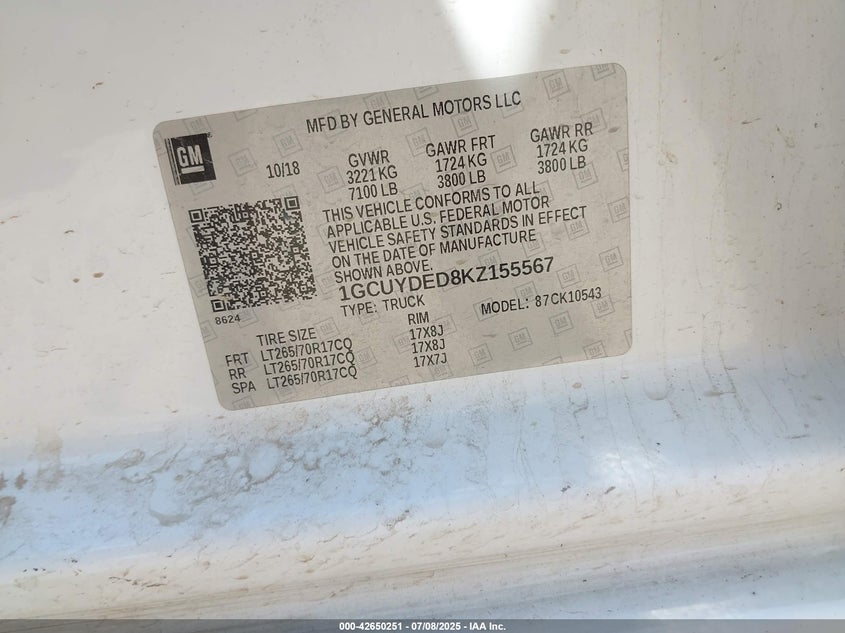 MFD BY GENERAL MOTORS LLC
GM
10/18
GVWR
3221 KG
7100 LB
GAWR FRT
1724 KG
3800 LB
GAWR RR
1724 KG
3800 LB
THIS VEHICLE CONFORMS TO ALL
APPLICABLE U.S. FEDERAL MOTOR
VEHICLE SAFETY STANDARDS IN EFFECT
ON THE DATE OF MANUFACTURE
SHOWN ABOVE.
1GCUYDED8KZ155567
TYPE: TRUCK
MODEL: 87CK10543
8624
TIRE SIZE RIM
FRT LT265/70R17CQ 17X8J
RR LT265/70R17CQ 17X8J
SPA LT265/70R17CQ 17X7J
000-42650251 | 07/08/2025 | IAA Inc.